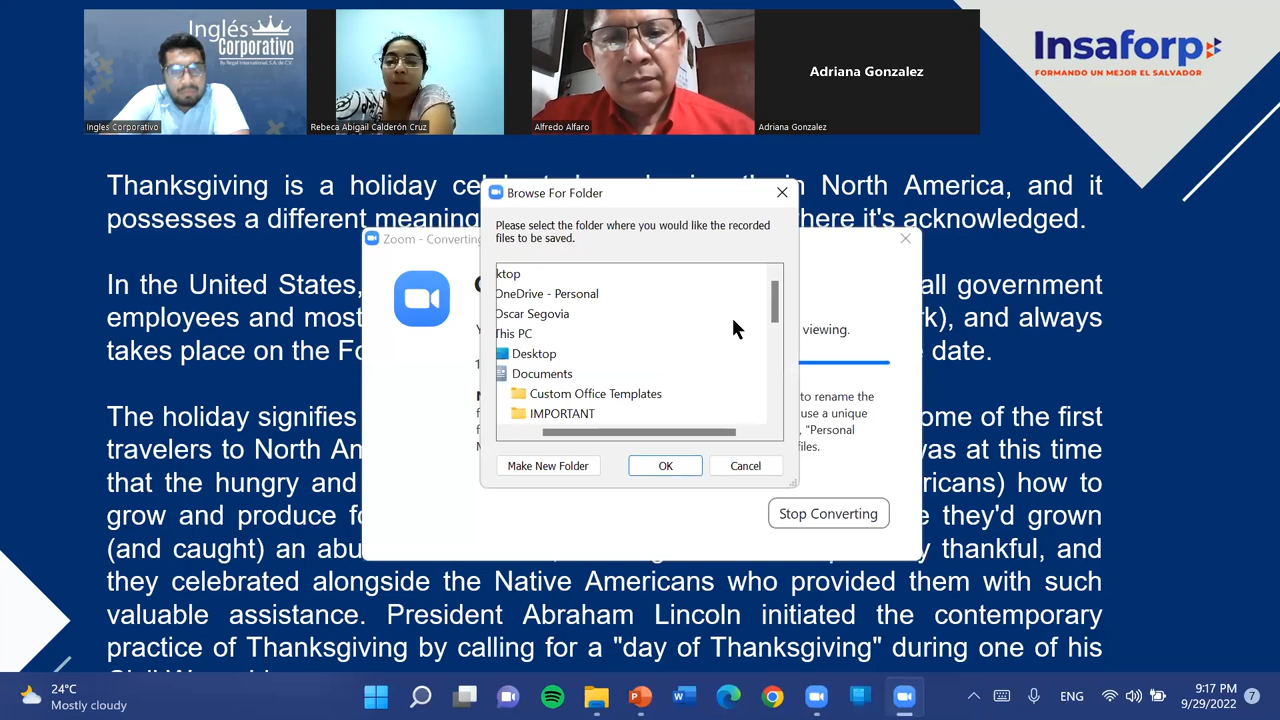 Inglés
Corporativo
By Regal International, S.A. de C.V.
Ingles Corporativo
Rebeca Abigail Calderón Cruz
Alfredo Alfaro
Adriana Gonzalez
Adriana Gonzalez
Insaforp
FORMANDO UN MEJOR EL SALVADOR
Thanksgiving is a holiday in North America, and it
possesses a different meaning here it's acknowledged.
In the United States, all government
employees and most rk), and always
takes place on the Fo date.
The holiday signifies ome of the first
travelers to North Am was at this time
that the hungry and ricans) how to
grow and produce fo they'd grown
(and caught) an abu y thankful, and
they celebrated alongside the Native Americans who provided them with such
valuable assistance. President Abraham Lincoln initiated the contemporary
practice of Thanksgiving by calling for a "day of Thanksgiving" during one of his
Zoom - Converting
viewing.
to rename the
use a unique
, "Personal
files.
Stop Converting
Browse For Folder
Please select the folder where you would like the recorded
files to be saved.
ktop
OneDrive - Personal
Oscar Segovia
This PC
Desktop
Documents
Custom Office Templates
IMPORTANT
Make New Folder
OK
Cancel
24°C
Mostly cloudy
ENG
9:17 PM
9/29/2022
7